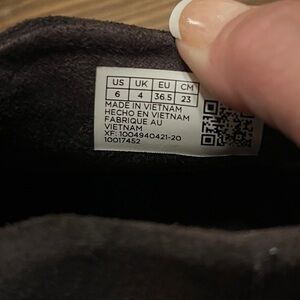 US UK EU CM
6 4 36.5 23
MADE IN VIETNAM
HECHO EN VIETNAM
FABRIQUE AU
VIETNAM
XF: 1004940421-20
10017452